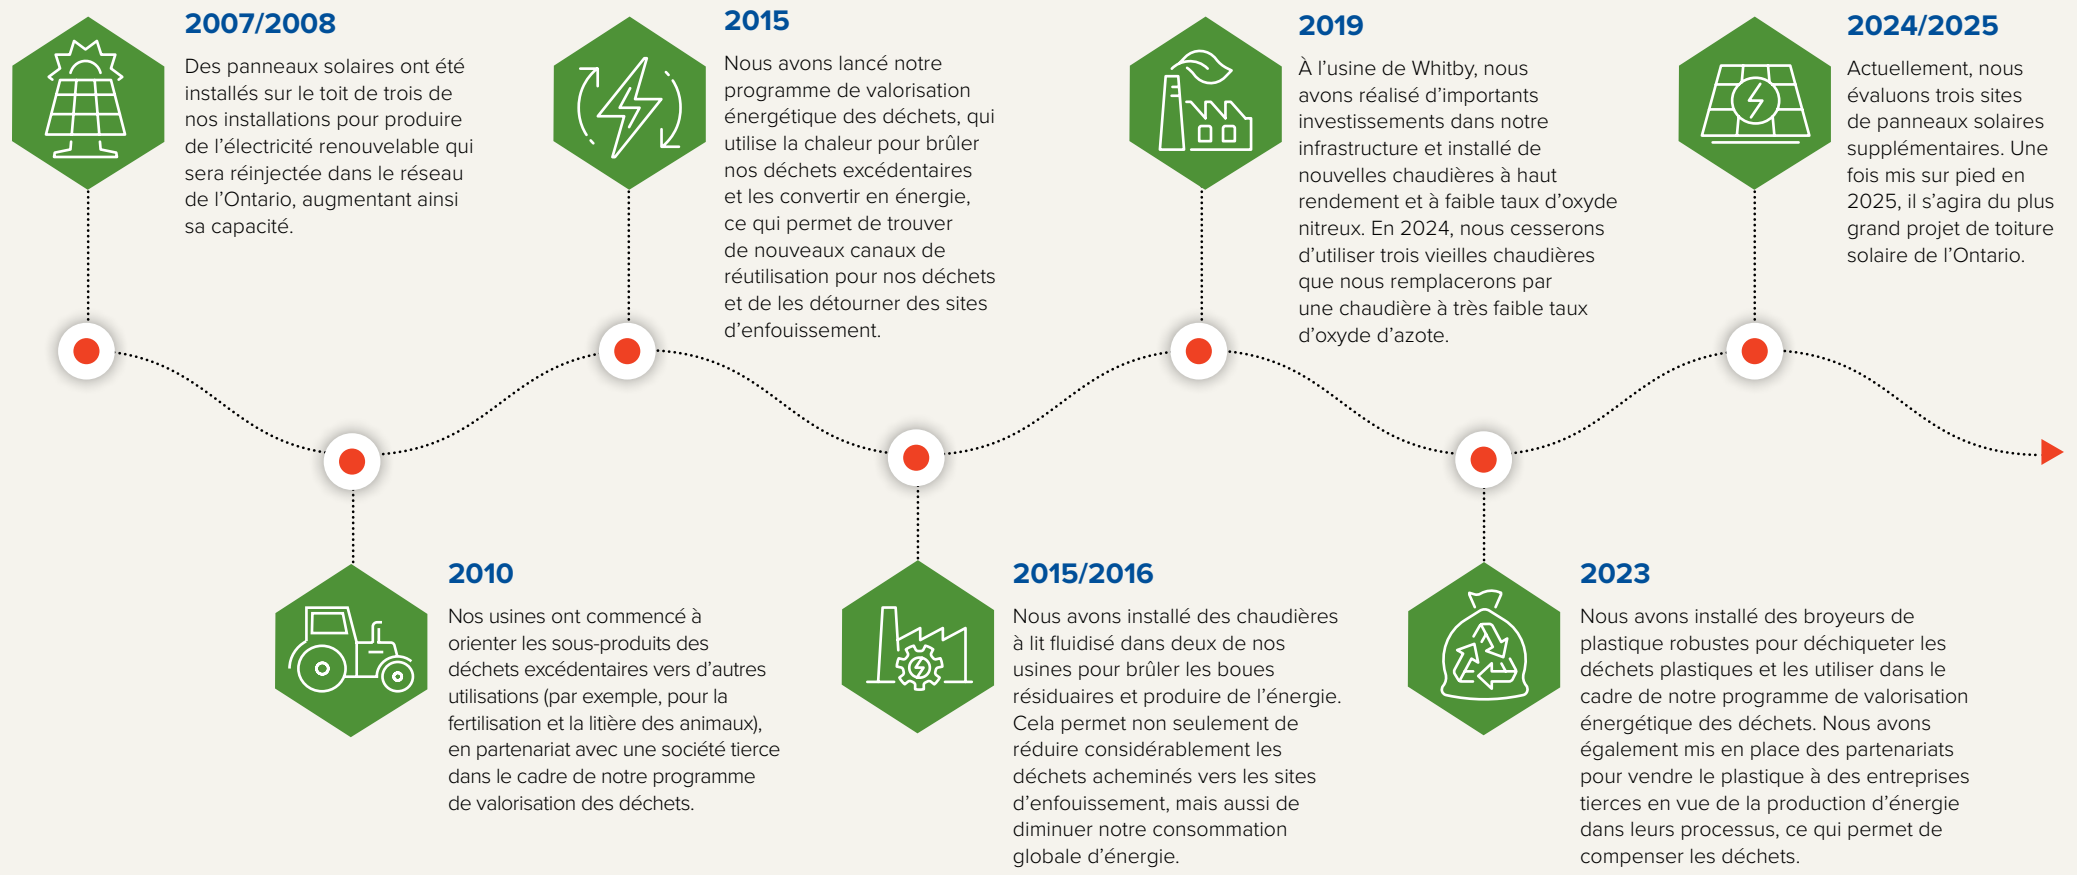 2007/2008
Des panneaux solaires ont été
installés sur le toit de trois de
nos installations pour produire
de l’électricité renouvelable qui
sera réinjectée dans le réseau
de l’Ontario, augmentant ainsi
sa capacité.
2010
Nos usines ont commencé à
orienter les sous-produits des
déchets excédentaires vers d’autres
utilisations (par exemple, pour la
fertilisation et la litière des animaux),
en partenariat avec une société tierce
dans le cadre de notre programme
de valorisation des déchets.
2015
Nous avons lancé notre
programme de valorisation
énergétique des déchets, qui
utilise la chaleur pour brûler
nos déchets excédentaires
et les convertir en énergie,
ce qui permet de trouver
de nouveaux canaux de
réutilisation pour nos déchets
et de les détourner des sites
d’enfouissement.
2015/2016
Nous avons installé des chaudières
à lit fluidisé dans deux de nos
usines pour brûler les boues
résiduaires et produire de l’énergie.
Cela permet non seulement de
réduire considérablement les
déchets acheminés vers les sites
d’enfouissement, mais aussi de
diminuer notre consommation
globale d’énergie.
2019
À l’usine de Whitby, nous
avons réalisé d’importants
investissements dans notre
infrastructure et installé de
nouvelles chaudières à haut
rendement et à faible taux d’oxyde
nitreux. En 2024, nous cesserons
d’utiliser trois vieilles chaudières
que nous remplacerons par
une chaudière à très faible taux
d’oxyde d’azote.
2023
Nous avons installé des broyeurs de
plastique robustes pour déchiqueter les
déchets plastiques et les utiliser dans le
cadre de notre programme de valorisation
énergétique des déchets. Nous avons
également mis en place des partenariats
pour vendre le plastique à des entreprises
tierces en vue de la production d’énergie
dans leurs processus, ce qui permet de
compenser les déchets.
2024/2025
Actuellement, nous
évaluons trois sites
de panneaux solaires
supplémentaires. Une
fois mis sur pied en
2025, il s’agira du plus
grand projet de toiture
solaire de l’Ontario.